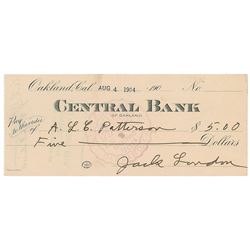 Oakland, Cal. AUG 4 1904 190 No
CENTRAL BANK
OF OAKLAND
Pay to the order of A. L. C. Patterson $ 5.00
Five Dollars
Jack London